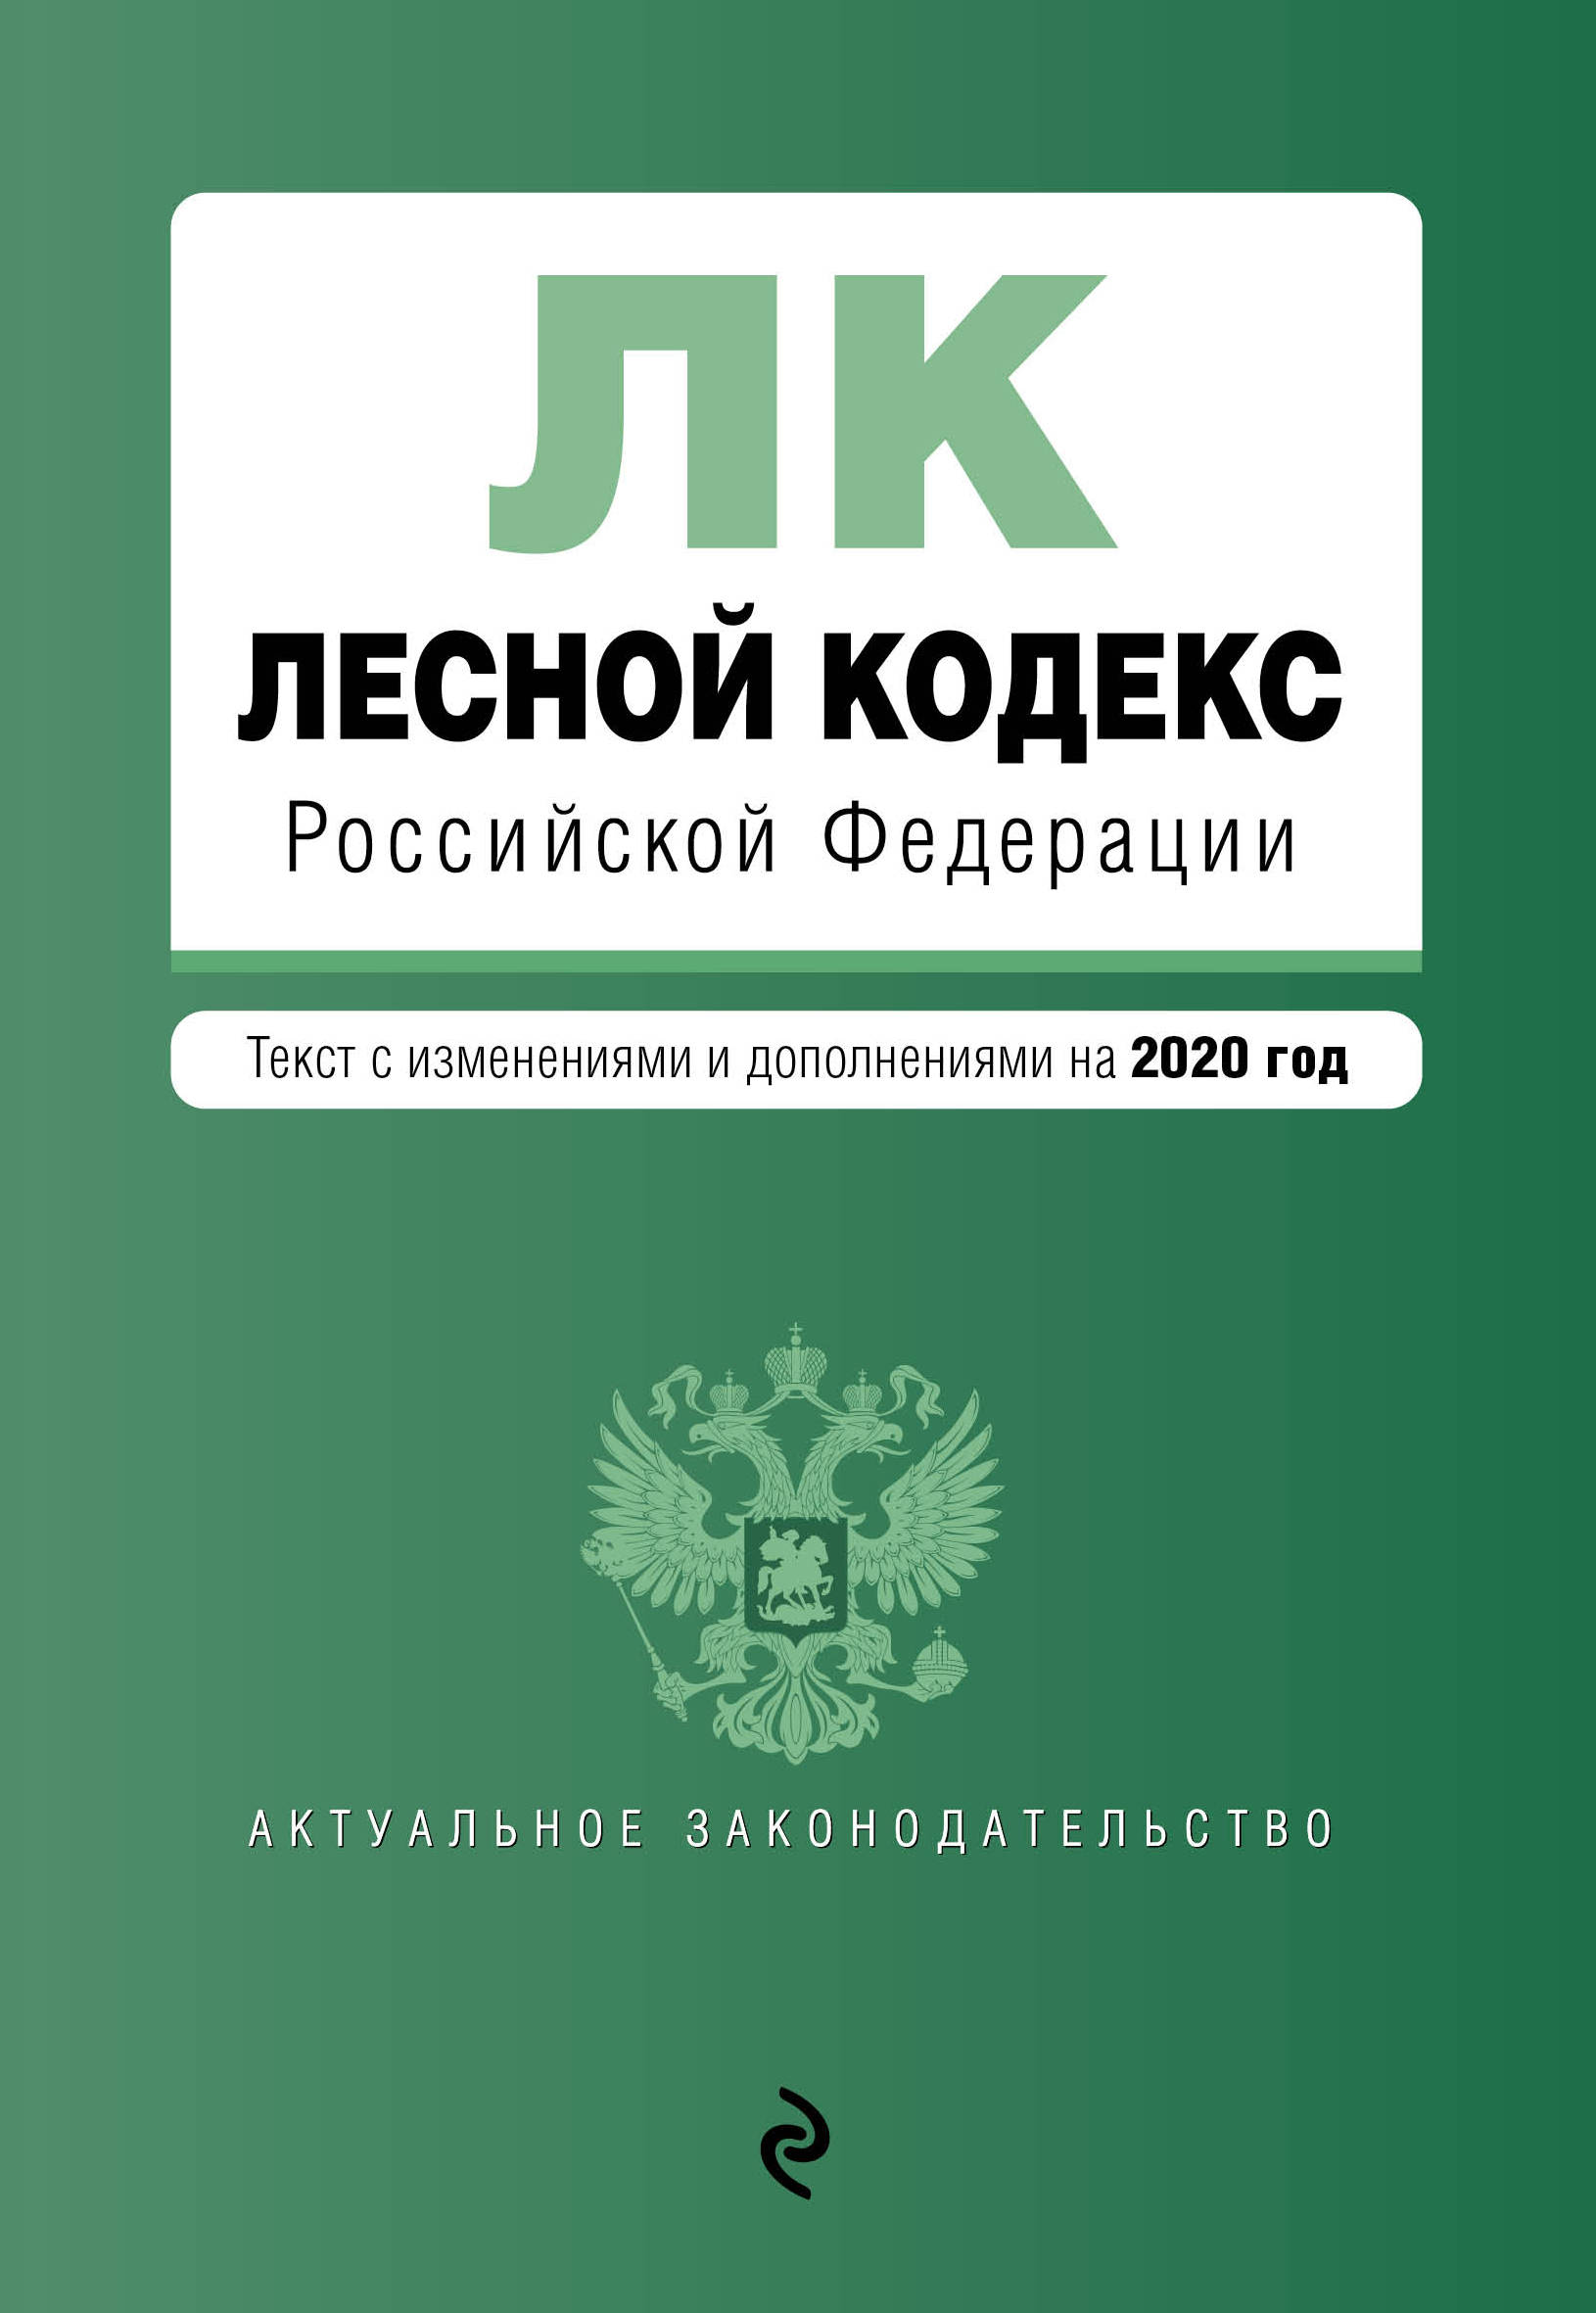 ЛК
ЛЕСНОЙ КОДЕКС
Российской Федерации
Текст с изменениями и дополнениями на 2020 год
АКТУАЛЬНОЕ ЗАКОНОДАТЕЛЬСТВО